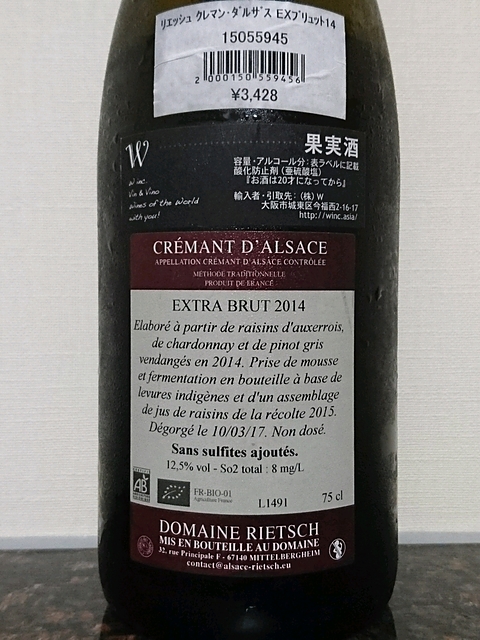 リエッシュ クレマン・ダルザス EXブリュット14
15055945
2 000150 559456
¥3,428
W
W inc.
Vin & Vino
Wines of the World
with you!
果実酒
容量・アルコール分：表ラベルに記載
酸化防止剤（亜硫酸塩）
『お酒は20才になってから』
輸入者・引取先：(株)W
大阪市城東区今福西2-16-17
http://winc.asia/
CRÉMANT D'ALSACE
APPELLATION CRÉMANT D'ALSACE CONTRÔLÉE
MÉTHODE TRADITIONNELLE
PRODUIT DE FRANCE
EXTRA BRUT 2014
Elaboré à partir de raisins d'auxerrois,
de chardonnay et de pinot gris
vendangés en 2014. Prise de mousse
et fermentation en bouteille à base de
levures indigènes et d'un assemblage
de jus de raisins de la récolte 2015.
Dégorgé le 10/03/17. Non dosé.
Sans sulfites ajoutés.
12,5% vol - So2 total : 8 mg/L
AB
FR-BIO-01
Agriculture France
L1491
75 cl
DOMAINE RIETSCH
MIS EN BOUTEILLE AU DOMAINE
32, rue Principale F - 67140 MITTELBERGHEIM
contact@alsace-rietsch.eu